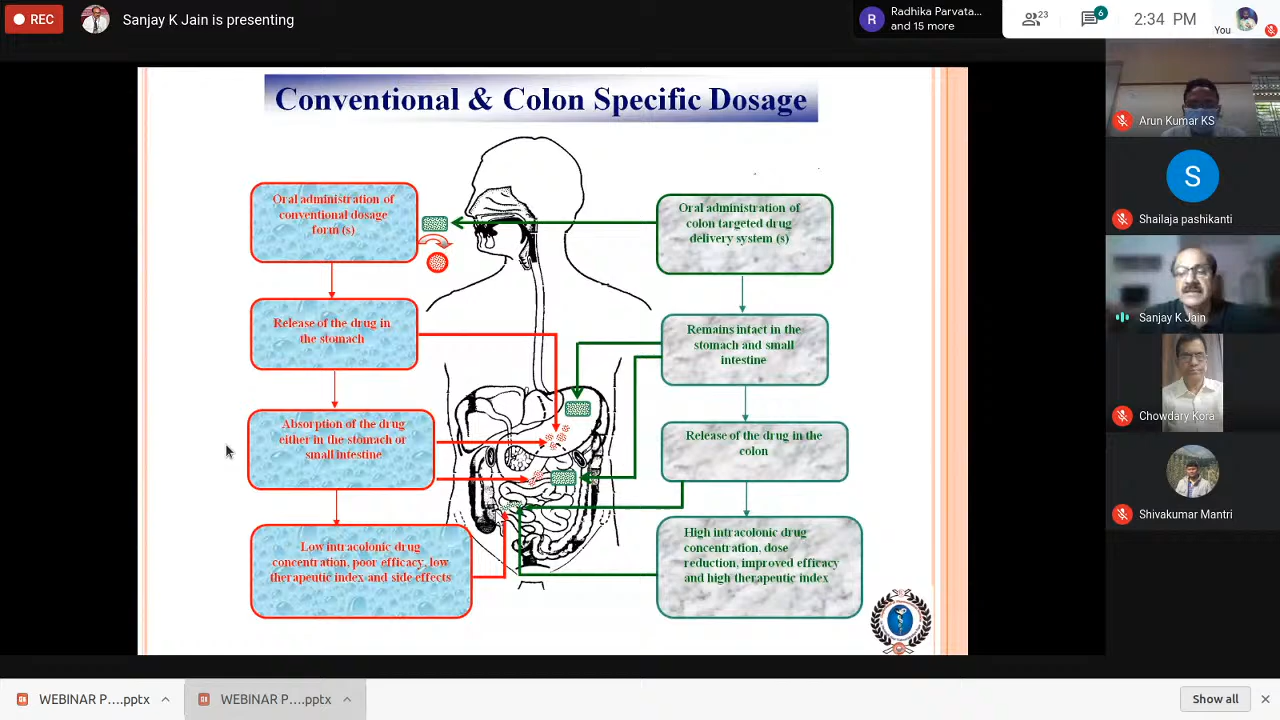 REC
Sanjay K Jain is presenting
R
Radhika Parvata...
and 15 more
23
6
2:34 PM
You
Conventional & Colon Specific Dosage
Oral administration of
conventional dosage
form (s)
Release of the drug in
the stomach
Absorption of the drug
either in the stomach or
small intestine
Low intracolonic drug
concentration, poor efficacy, low
therapeutic index and side effects
Oral administration of
colon targeted drug
delivery system (s)
Remains intact in the
stomach and small
intestine
Release of the drug in the
colon
High intracolonic drug
concentration, dose
reduction, improved efficacy
and high therapeutic index
Arun Kumar KS
S
Shailaja pashikanti
Sanjay K Jain
Chowdary Kora
Shivakumar Mantri
WEBINAR P....pptx
WEBINAR P....pptx
Show all